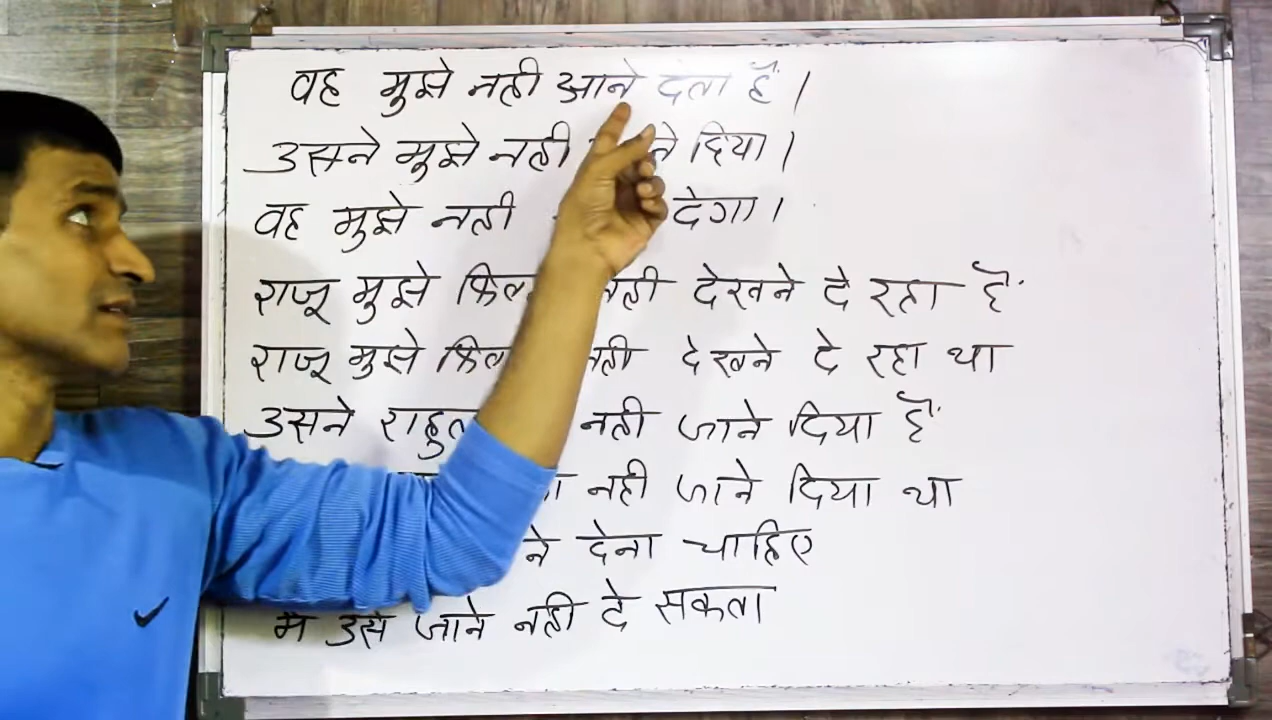 वह मुझे नही आने देता है।
उसने मुझे नही दिया।
वह मुझे नही देगा।
राजू मुझे नही देखने दे रहा है
राजू मुझे नही देखने दे रहा था
उसने नही जाने दिया है
नही जाने दिया था
देना चाहिए
मै उसे जाने नही दे सकता